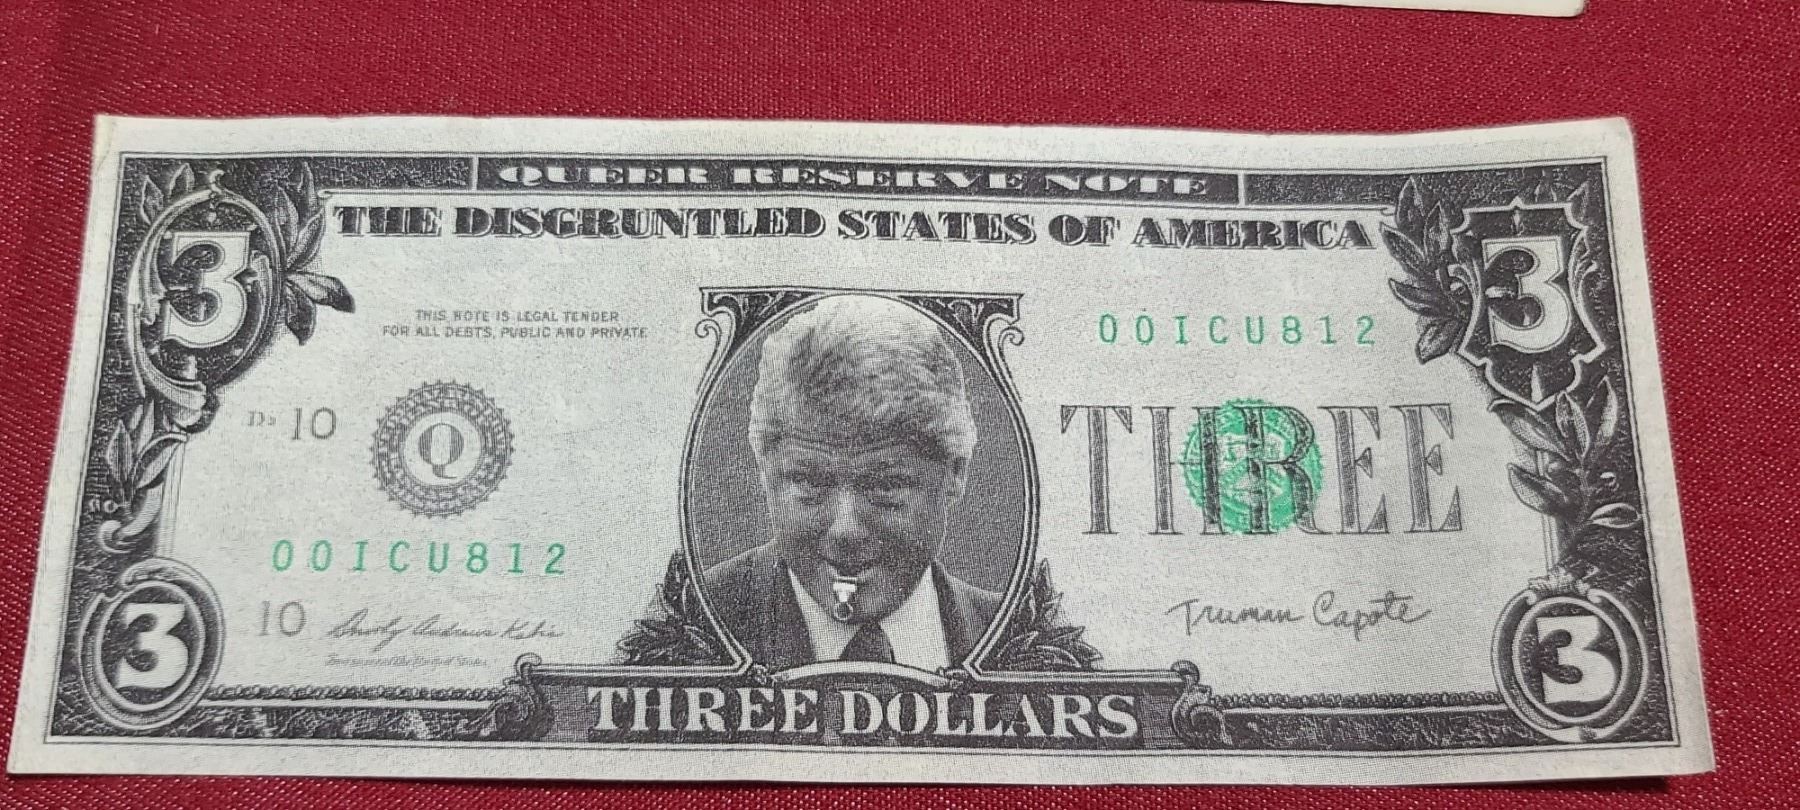 QUEER RESERVE NOTE
THE DISGRUNTLED STATES OF AMERICA
3
3
THIS NOTE IS LEGAL TENDER
FOR ALL DEBTS, PUBLIC AND PRIVATE
00ICU812
10
Q
THREE
00ICU812
10
Truman Capote
3
THREE DOLLARS
3